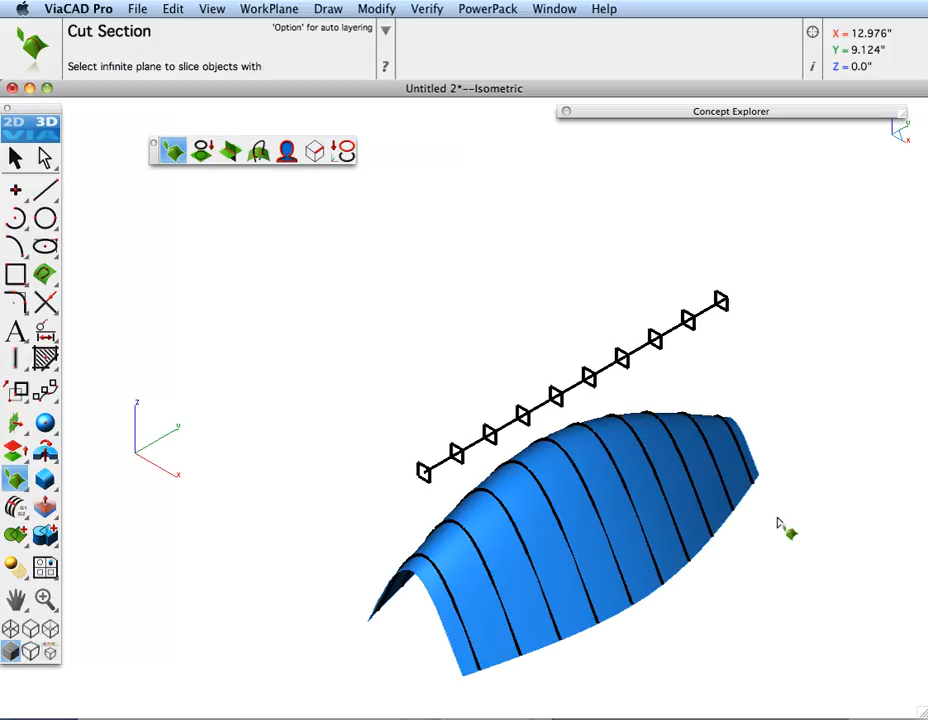 ViaCAD Pro File Edit View WorkPlane Draw Modify Verify PowerPack Window Help
Cut Section
'Option' for auto layering
Select infinite plane to slice objects with
?
i
X = 12.976"
Y = 9.124"
Z = 0.0"
Untitled 2*--Isometric
Concept Explorer
2D 3D
VIA
A
G1
G2
z
y
x
y
x